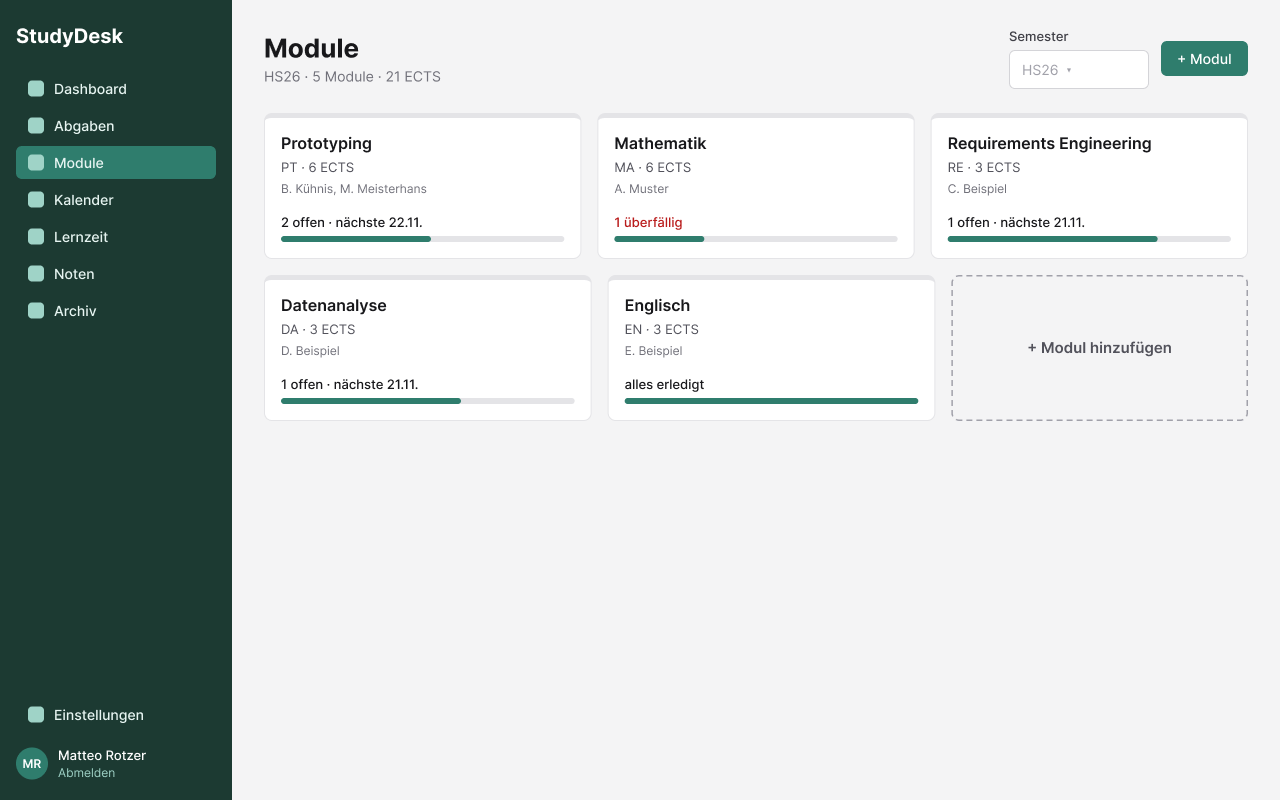 StudyDesk
Dashboard
Abgaben
Module
Kalender
Lernzeit
Noten
Archiv
Einstellungen
MR
Matteo Rotzer
Abmelden
Module
HS26 · 5 Module · 21 ECTS
Semester
HS26
+ Modul
Prototyping
PT · 6 ECTS
B. Kühnis, M. Meisterhans
2 offen · nächste 22.11.
Mathematik
MA · 6 ECTS
A. Muster
1 überfällig
Requirements Engineering
RE · 3 ECTS
C. Beispiel
1 offen · nächste 21.11.
Datenanalyse
DA · 3 ECTS
D. Beispiel
1 offen · nächste 21.11.
Englisch
EN · 3 ECTS
E. Beispiel
alles erledigt
+ Modul hinzufügen